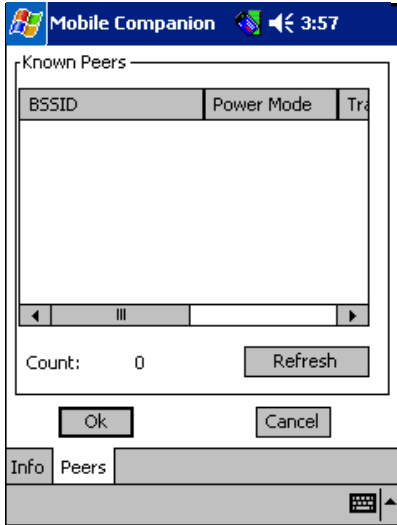 Mobile Companion 3:57
Known Peers
BSSID Power Mode Tra
Count: 0 Refresh
Ok Cancel
Info Peers